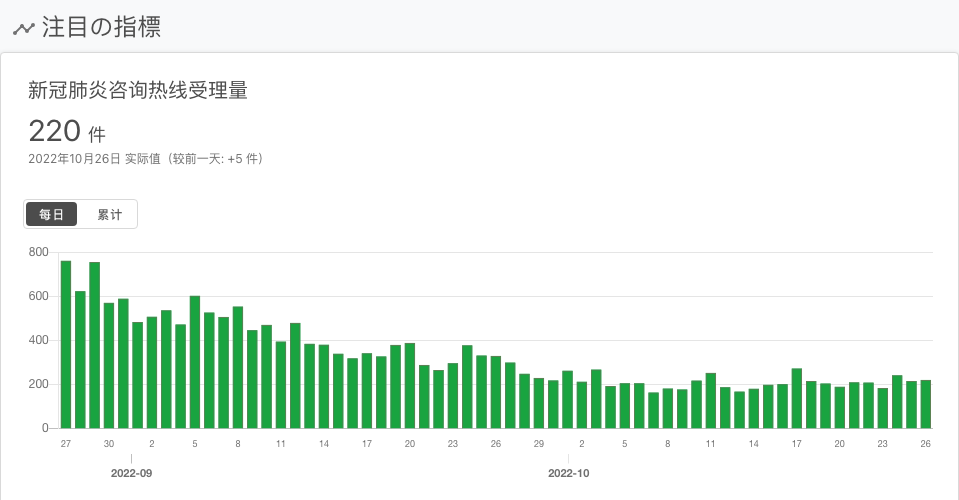 注目の指標
新冠肺炎咨询热线受理量
220 件
2022年10月26日 实际值（较前一天: +5 件）
每日 累计
800
600
400
200
0
27 30 2 5 8 11 14 17 20 23 26 29 2 5 8 11 14 17 20 23 26
2022-09 2022-10